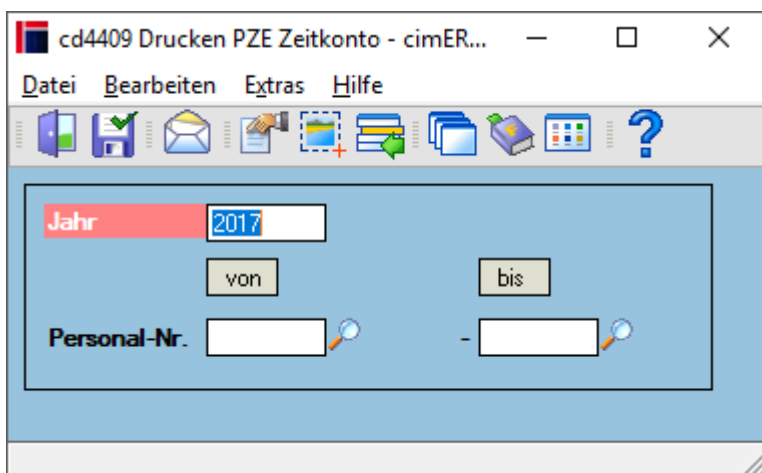 cd4409 Drucken PZE Zeitkonto - cimER...
Datei Bearbeiten Extras Hilfe
Jahr 2017
von bis
Personal-Nr. -